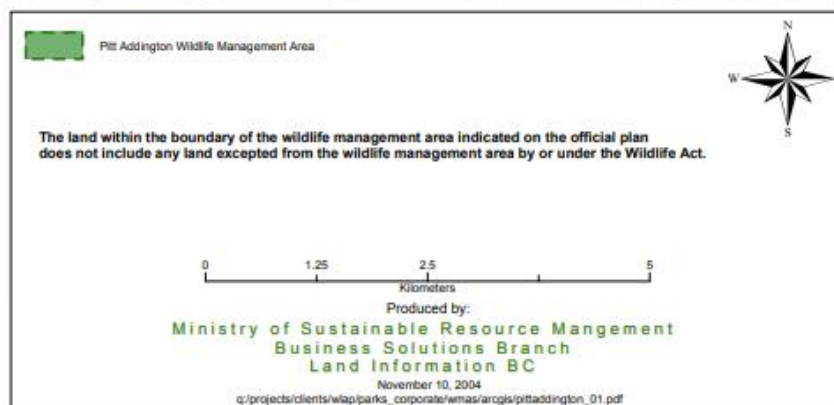 Pitt Addington Wildlife Management Area
N
W
S
The land within the boundary of the wildlife management area indicated on the official plan
does not include any land excepted from the wildlife management area by or under the Wildlife Act.
0 1.25 2.5 5
Kilometers
Produced by:
Ministry of Sustainable Resource Mangement
Business Solutions Branch
Land Information BC
November 10, 2004
q:/projects/clients/wlap/parks_corporate/wmas/arcgis/pittaddington_01.pdf